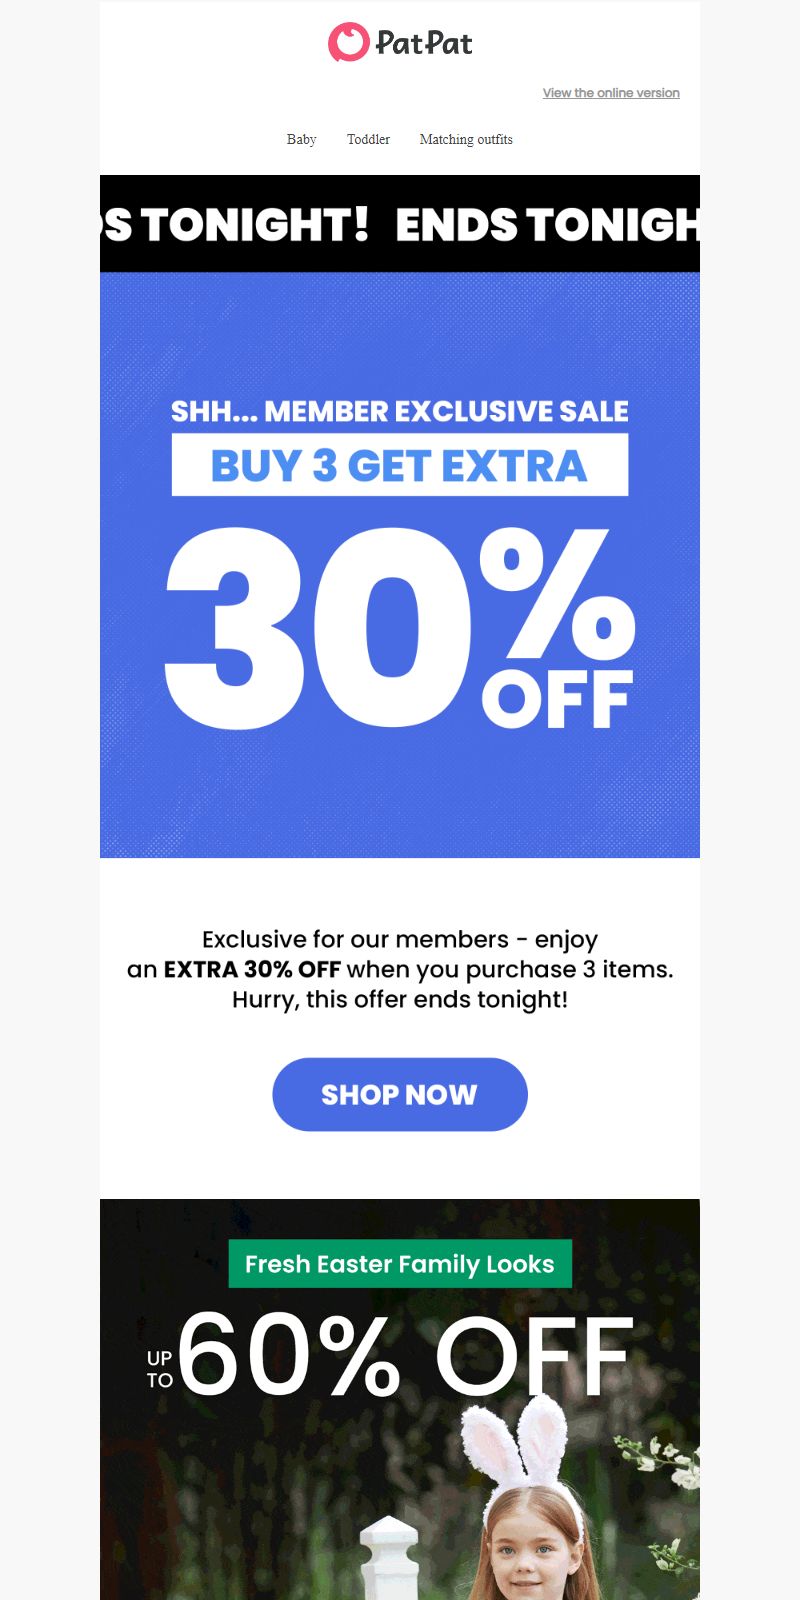 PatPat
View the online version
Baby Toddler Matching outfits
S TONIGHT! ENDS TONIGH
SHH... MEMBER EXCLUSIVE SALE
BUY 3 GET EXTRA
30%
OFF
Exclusive for our members - enjoy
an EXTRA 30% OFF when you purchase 3 items.
Hurry, this offer ends tonight!
SHOP NOW
Fresh Easter Family Looks
UP TO 60% OFF